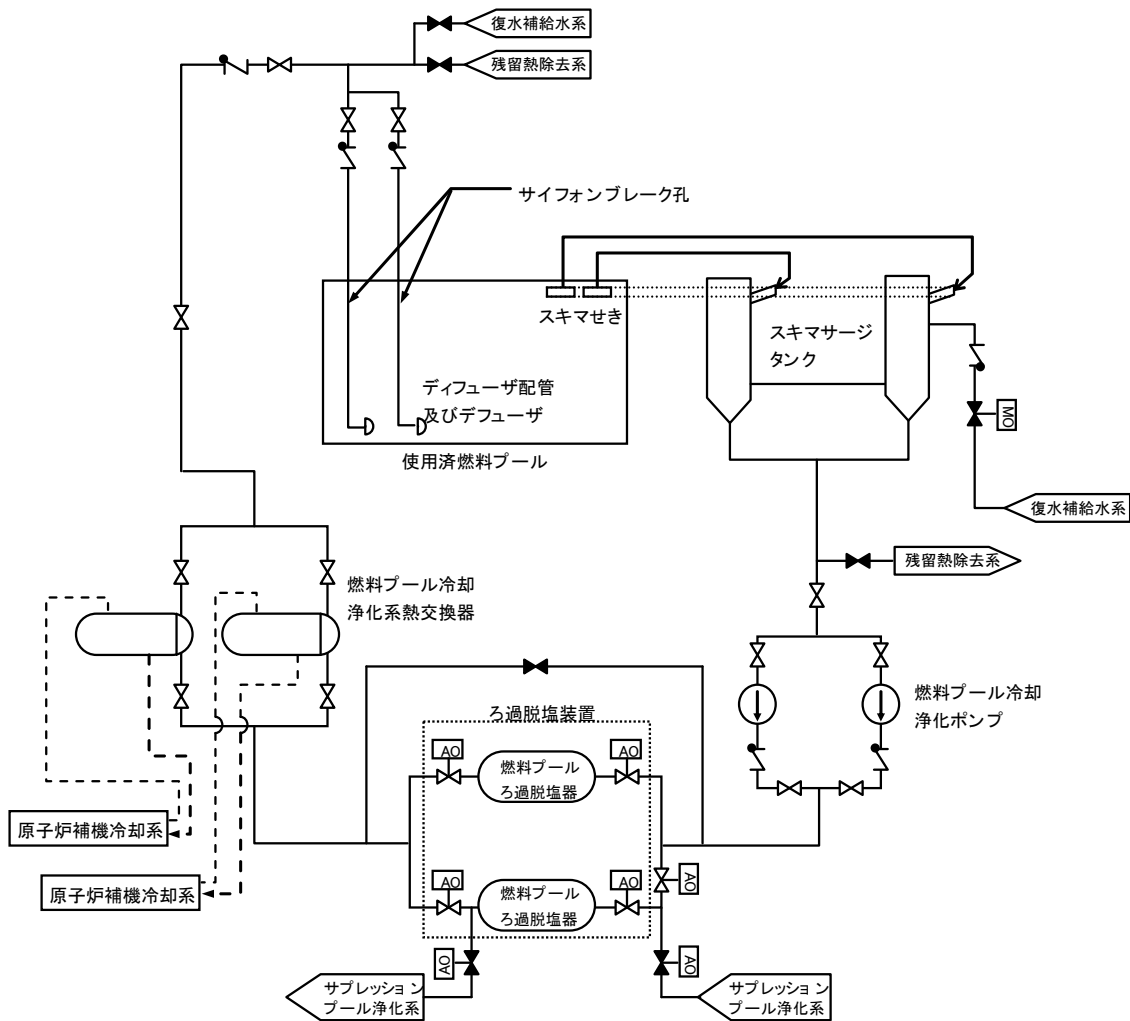 復水補給水系
残留熱除去系
サイフォンブレーク孔
スキマせき
スキマサージ
タンク
ディフューザ配管
及びデフューザ
使用済燃料プール
MO
復水補給水系
残留熱除去系
燃料プール冷却
浄化系熱交換器
燃料プール冷却
浄化ポンプ
ろ過脱塩装置
AO
AO
燃料プール
ろ過脱塩器
原子炉補機冷却系
AO
AO
AO
燃料プール
ろ過脱塩器
原子炉補機冷却系
AO
AO
サプレッション
プール浄化系
サプレッション
プール浄化系